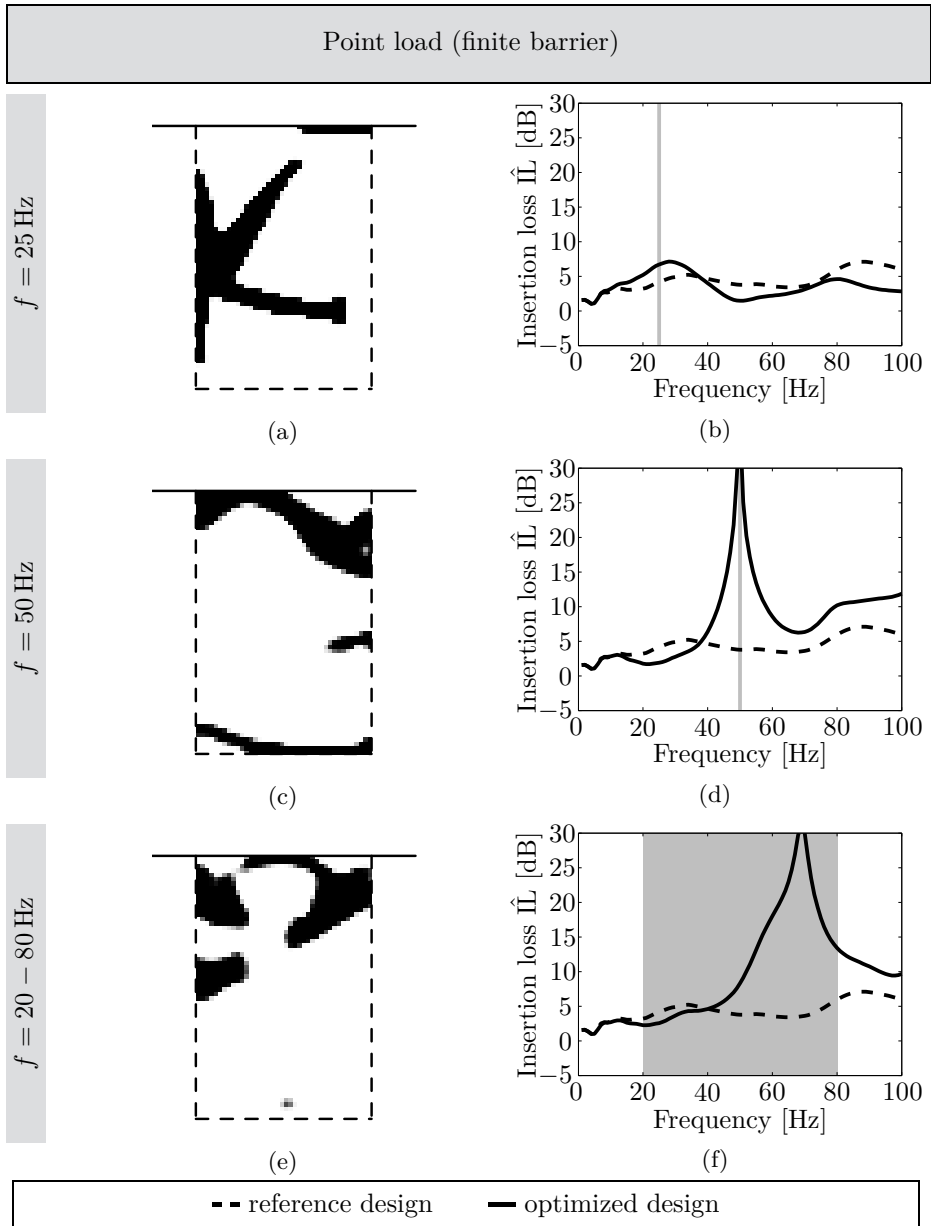 Point load (finite barrier)
f = 25 Hz
(a)
30
25
20
15
10
5
0
−5
Insertion loss ÎL [dB]
0 20 40 60 80 100
Frequency [Hz]
(b)
f = 50 Hz
(c)
30
25
20
15
10
5
0
−5
Insertion loss ÎL [dB]
0 20 40 60 80 100
Frequency [Hz]
(d)
f = 20 − 80 Hz
(e)
30
25
20
15
10
5
0
−5
Insertion loss ÎL [dB]
0 20 40 60 80 100
Frequency [Hz]
(f)
reference design optimized design